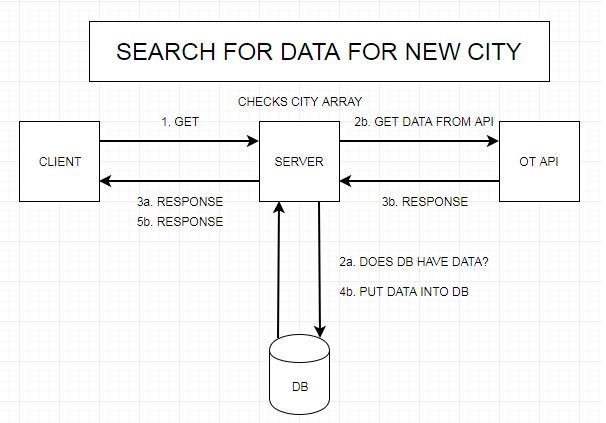 SEARCH FOR DATA FOR NEW CITY
CHECKS CITY ARRAY
1. GET
2b. GET DATA FROM API
CLIENT
SERVER
OT API
3a. RESPONSE
5b. RESPONSE
3b. RESPONSE
2a. DOES DB HAVE DATA?
4b. PUT DATA INTO DB
DB